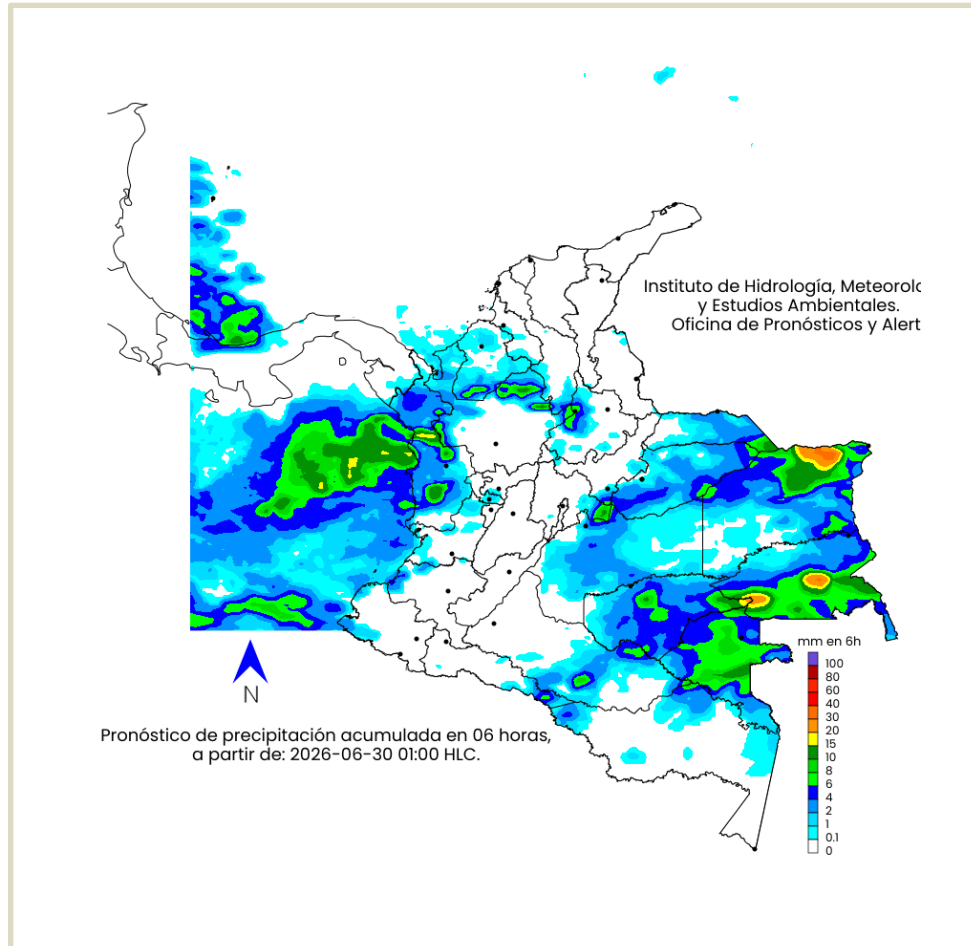 Instituto de Hidrología, Meteorolc
y Estudios Ambientales.
Oficina de Pronósticos y Alert
mm en 6h
100
80
60
40
30
20
15
10
8
6
4
2
1
0.1
0
N
Pronóstico de precipitación acumulada en 06 horas,
a partir de: 2026-06-30 01:00 HLC.